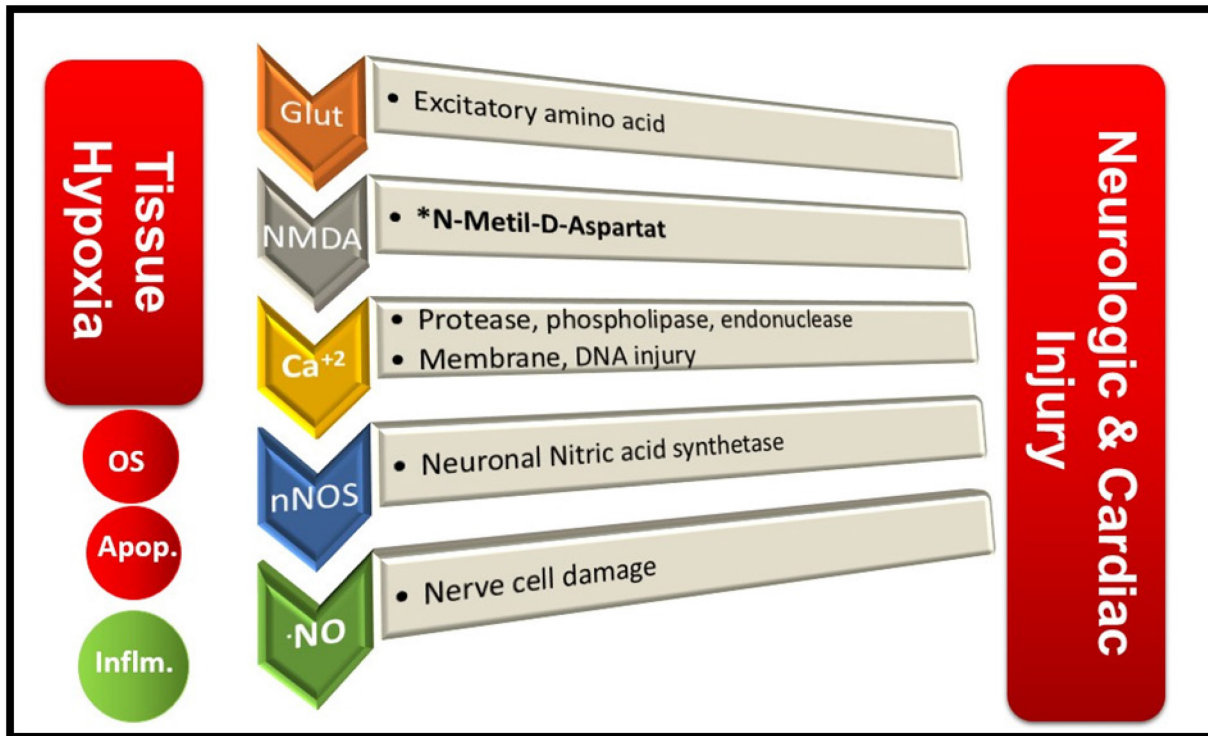 Tissue
Hypoxia
OS
Apop.
Inflm.
Glut
• Excitatory amino acid
NMDA
• *N-Metil-D-Aspartat
Ca+2
• Protease, phospholipase, endonuclease
• Membrane, DNA injury
nNOS
• Neuronal Nitric acid synthetase
·NO
• Nerve cell damage
Neurologic & Cardiac
Injury